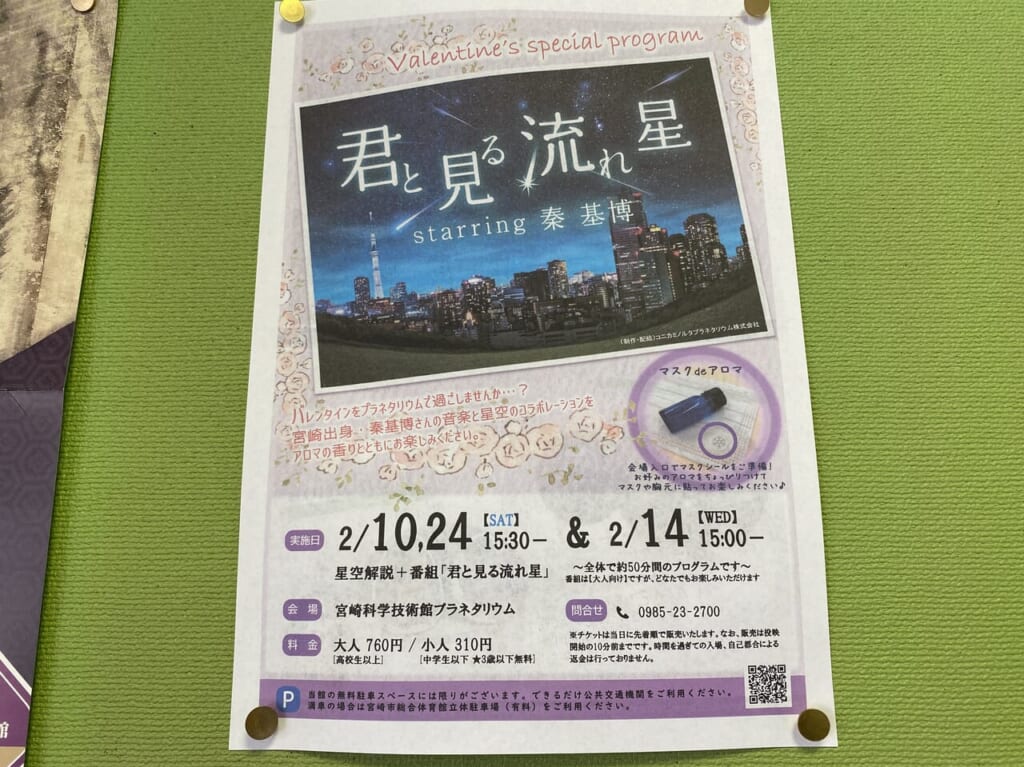 Valentine's special program
君と見る流れ星
starring 秦 基博
(制作・配給)コニカミノルタプラネタリウム株式会社
マスクdeアロマ
バレンタインをプラネタリウムで過ごしませんか…？
宮崎出身・秦基博さんの音楽と星空のコラボレーションを
アロマの香りとともにお楽しみください。
会場入口でマスクシールをご準備！
お好みのアロマをちょっぴりつけて
マスクや胸元に貼ってお楽しみください♪
実施日
2/10,24【SAT】15:30－ & 2/14【WED】15:00－
星空解説＋番組「君と見る流れ星」
～全体で約50分間のプログラムです～
番組は【大人向け】ですが、どなたでもお楽しみいただけます
会 場 宮崎科学技術館プラネタリウム
問合せ 0985-23-2700
料 金 大人 760円 / 小人 310円
[高校生以上] [中学生以下 ★3歳以下無料]
※チケットは当日に先着順で販売いたします。なお、販売は投映
開始の10分前までです。時間を過ぎての入場、自己都合による
返金は行っておりません。
P
当館の無料駐車スペースには限りがございます。できるだけ公共交通機関をご利用ください。
満車の場合は宮崎市総合体育館立体駐車場（有料）をご利用ください。
館